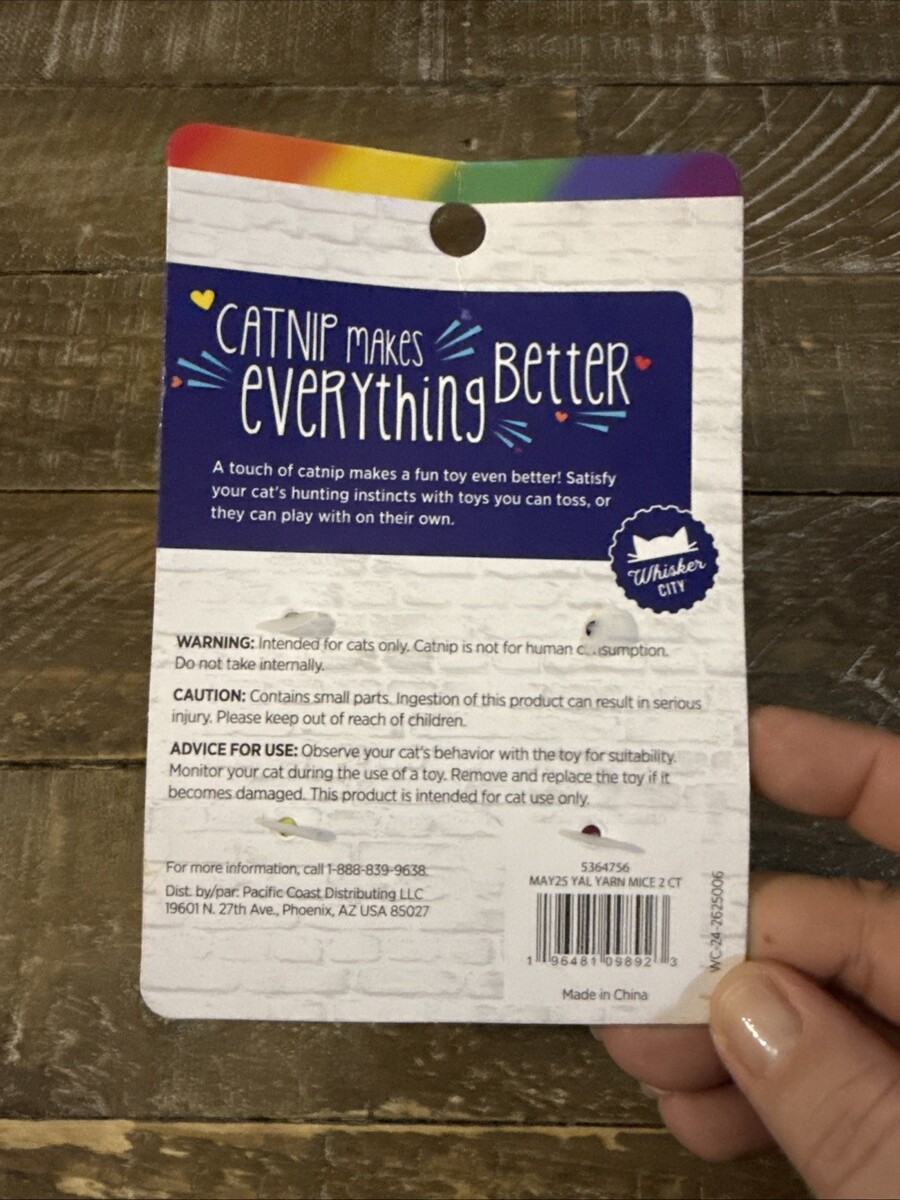 CATNIP MAKES
EVERYthing BEttER
A touch of catnip makes a fun toy even better! Satisfy
your cat's hunting instincts with toys you can toss, or
they can play with on their own.
Whisker
CITY
WARNING: Intended for cats only. Catnip is not for human
Do not take internally.
CAUTION: Contains small parts. Ingestion of this product can result in serious
injury. Please keep out of reach of children.
ADVICE FOR USE: Observe your cat's behavior with the toy for suitability.
Monitor your cat during the use of a toy. Remove and replace the toy if it
becomes damaged. This product is intended for cat use only.
For more information, call 1-888-839-9638.
Dist. by/par: Pacific Coast Distributing LLC
19601 N. 27th Ave., Phoenix, AZ USA 85027
5364756
MAY25 YAL YARN MICE 2 CT
1 96481 09892 3
Made in China
WC-24-2625006